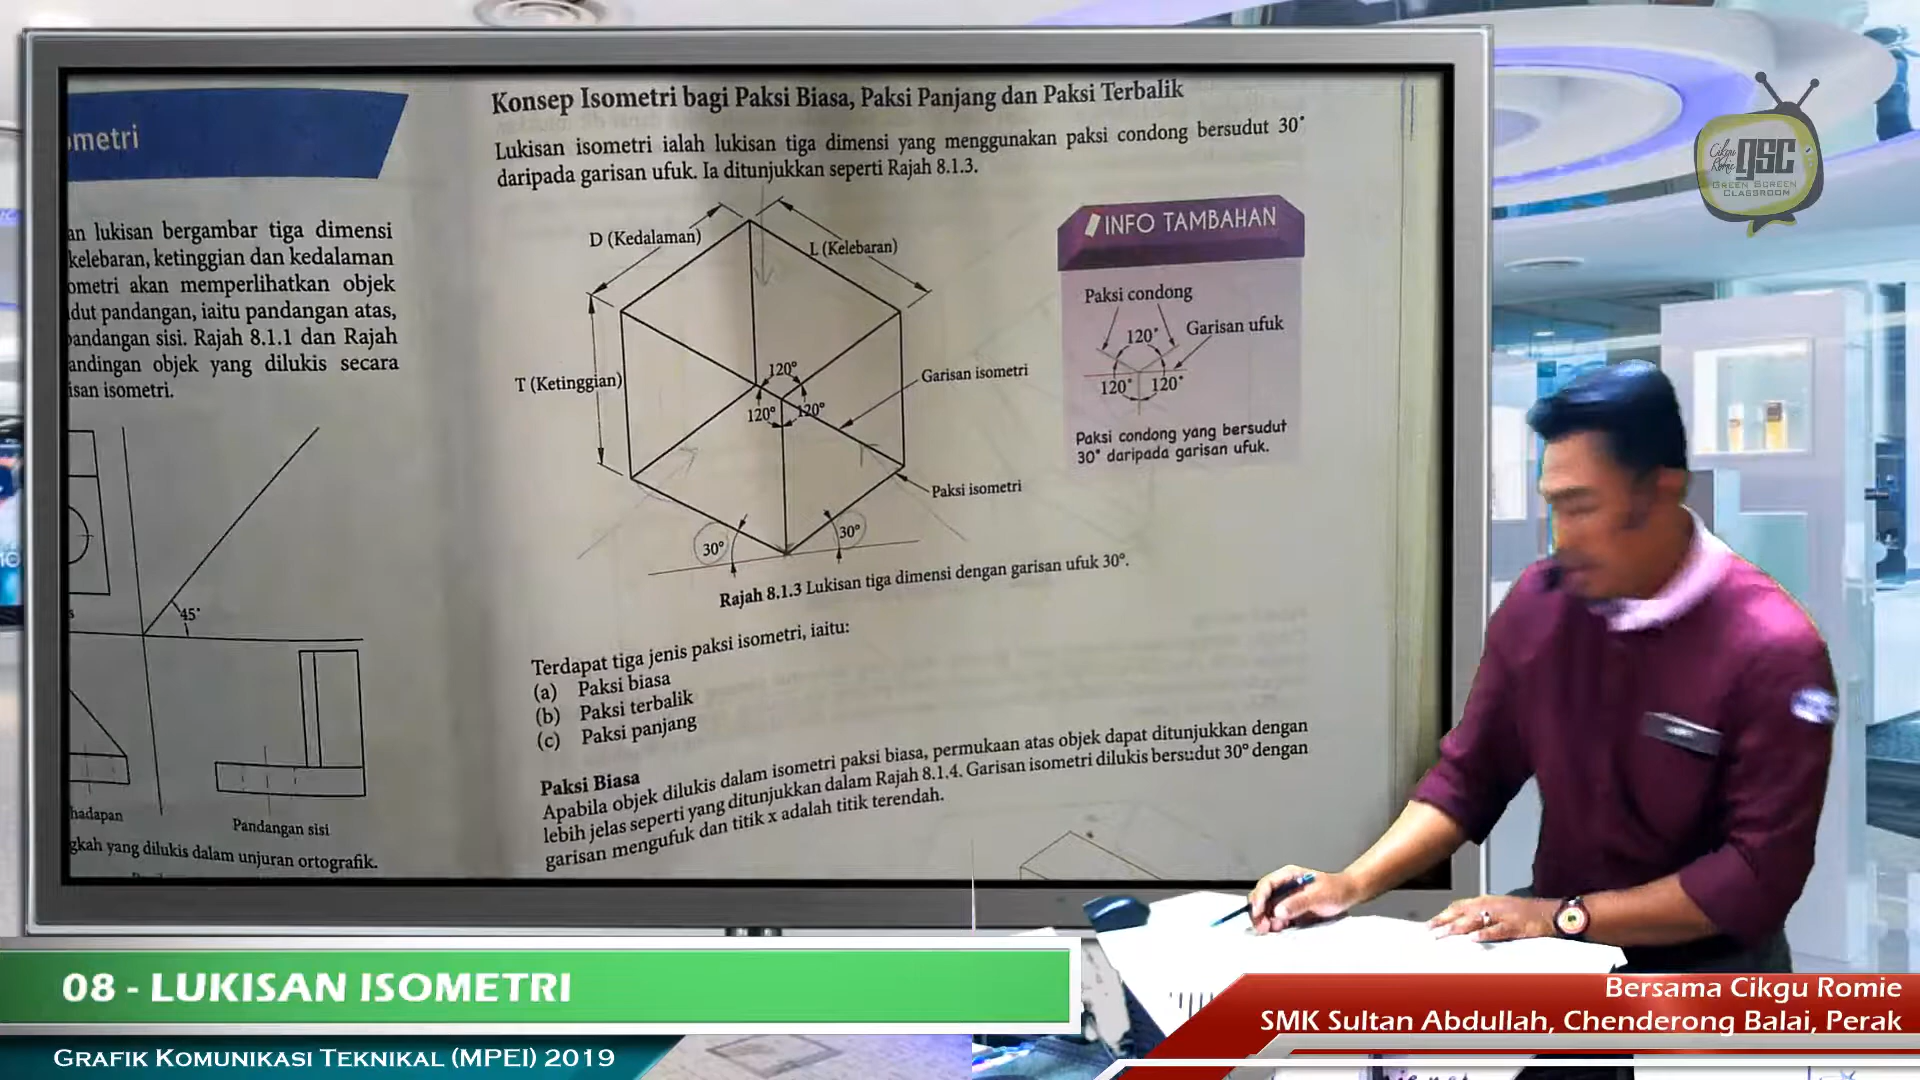 ometri
an lukisan bergambar tiga dimensi
kelebaran, ketinggian dan kedalaman
ometri akan memperlihatkan objek
dut pandangan, iaitu pandangan atas,
pandangan sisi. Rajah 8.1.1 dan Rajah
andingan objek yang dilukis secara
isan isometri.
45°
hadapan
Pandangan sisi
gkah yang dilukis dalam unjuran ortografik.
Konsep Isometri bagi Paksi Biasa, Paksi Panjang dan Paksi Terbalik
Lukisan isometri ialah lukisan tiga dimensi yang menggunakan paksi condong bersudut 30°
daripada garisan ufuk. Ia ditunjukkan seperti Rajah 8.1.3.
D (Kedalaman)
L (Kelebaran)
T (Ketinggian)
120°
120°
120°
Garisan isometri
Paksi isometri
30°
30°
Rajah 8.1.3 Lukisan tiga dimensi dengan garisan ufuk 30°.
INFO TAMBAHAN
Paksi condong
120°
Garisan ufuk
120°
120°
Paksi condong yang bersudut
30° daripada garisan ufuk.
Terdapat tiga jenis paksi isometri, iaitu:
(a) Paksi biasa
(b) Paksi terbalik
(c) Paksi panjang
Paksi Biasa
Apabila objek dilukis dalam isometri paksi biasa, permukaan atas objek dapat ditunjukkan dengan
lebih jelas seperti yang ditunjukkan dalam Rajah 8.1.4. Garisan isometri dilukis bersudut 30° dengan
garisan mengufuk dan titik x adalah titik terendah.
Cikgu
Romie
GSC
GREEN SCREEN
CLASSROOM
08 - LUKISAN ISOMETRI
GRAFIK KOMUNIKASI TEKNIKAL (MPEI) 2019
Bersama Cikgu Romie
SMK Sultan Abdullah, Chenderong Balai, Perak